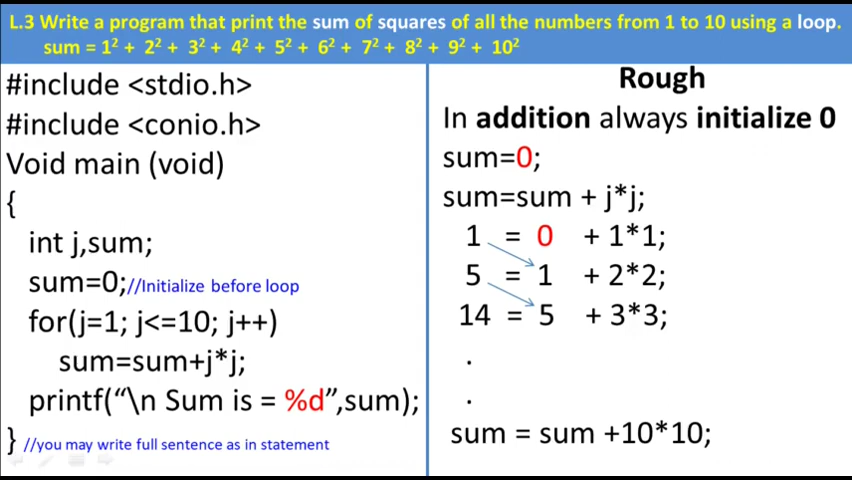 L.3 Write a program that print the sum of squares of all the numbers from 1 to 10 using a loop.
sum = 1² + 2² + 3² + 4² + 5² + 6² + 7² + 8² + 9² + 10²
#include <stdio.h>
#include <conio.h>
Void main (void)
{
int j,sum;
sum=0;//Initialize before loop
for(j=1; j<=10; j++)
sum=sum+j*j;
printf(“\n Sum is = %d”,sum);
} //you may write full sentence as in statement
Rough
In addition always initialize 0
sum=0;
sum=sum + j*j;
1 = 0 + 1*1;
5 = 1 + 2*2;
14 = 5 + 3*3;
.
.
sum = sum +10*10;